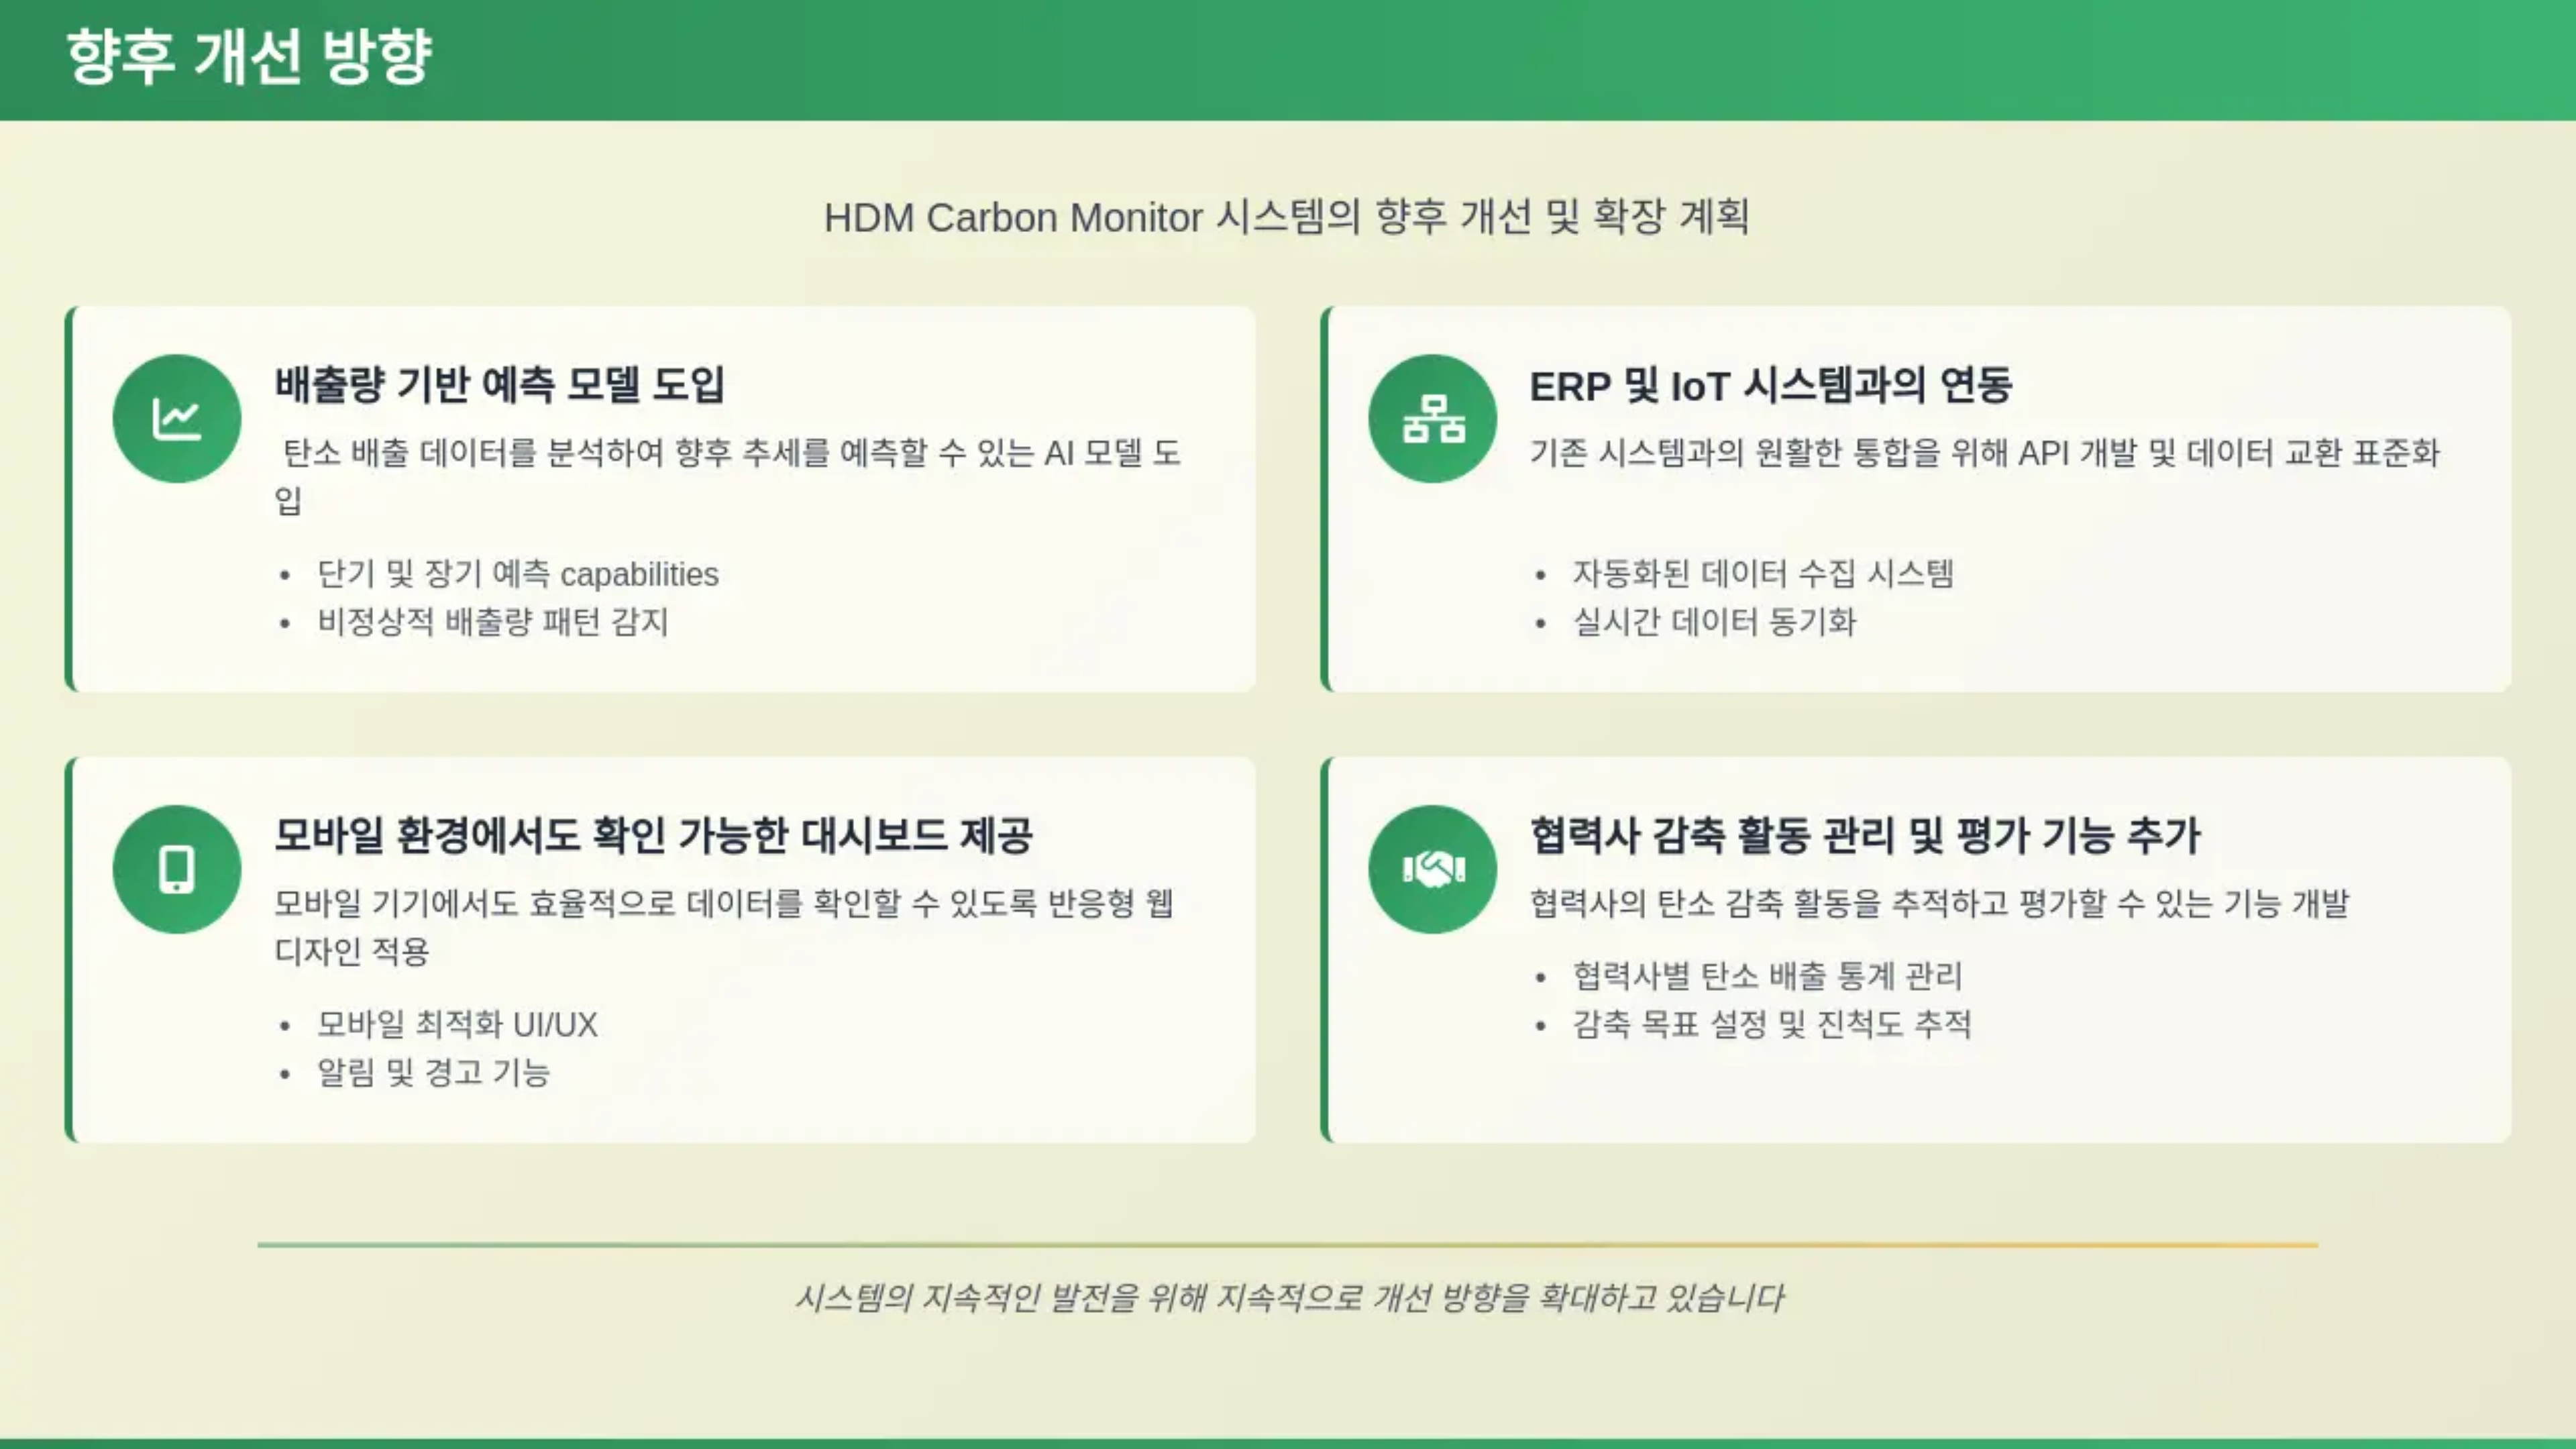 향후 개선 방향
HDM Carbon Monitor 시스템의 향후 개선 및 확장 계획
배출량 기반 예측 모델 도입
탄소 배출 데이터를 분석하여 향후 추세를 예측할 수 있는 AI 모델 도
입
• 단기 및 장기 예측 capabilities
• 비정상적 배출량 패턴 감지
ERP 및 IoT 시스템과의 연동
기존 시스템과의 원활한 통합을 위해 API 개발 및 데이터 교환 표준화
• 자동화된 데이터 수집 시스템
• 실시간 데이터 동기화
모바일 환경에서도 확인 가능한 대시보드 제공
모바일 기기에서도 효율적으로 데이터를 확인할 수 있도록 반응형 웹
디자인 적용
• 모바일 최적화 UI/UX
• 알림 및 경고 기능
협력사 감축 활동 관리 및 평가 기능 추가
협력사의 탄소 감축 활동을 추적하고 평가할 수 있는 기능 개발
• 협력사별 탄소 배출 통계 관리
• 감축 목표 설정 및 진척도 추적
시스템의 지속적인 발전을 위해 지속적으로 개선 방향을 확대하고 있습니다